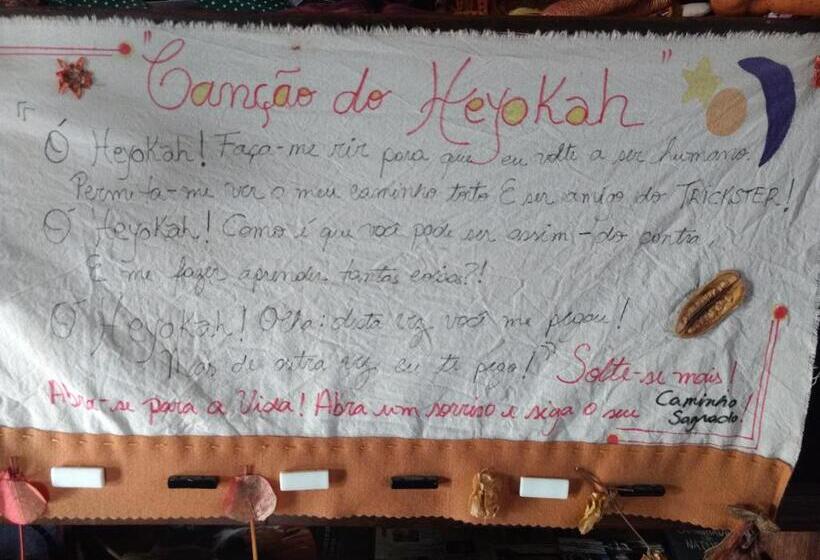 "Canção do Heyokah"
Ó Heyokah! Faça-me rir para que eu volte a ser humano.
Permita-me ver o meu caminho torto E ser amigo do TRICKSTER!
Ó Heyokah! Como é que você pode ser assim-do contra,
E me fazer aprender tantas coisas?!
Ó Heyokah! Olha: desta vez você me pegou!
Mas de outra vez eu te pego!" Solte-se mais!
Abra-se para a Vida! Abra um sorriso e siga o seu Caminho
Sagrado!